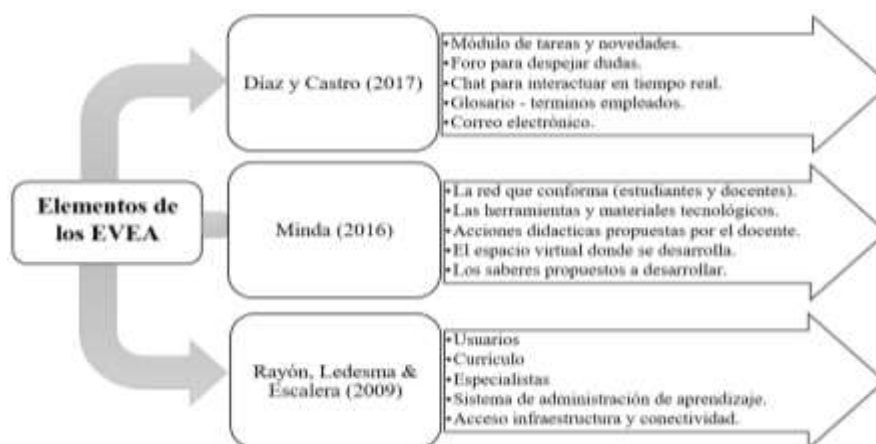 Elementos de
los EVEA
Díaz y Castro (2017)
•Módulo de tareas y novedades.
•Foro para despejar dudas.
•Chat para interactuar en tiempo real.
•Glosario - terminos empleados.
•Correo electrónico.
Minda (2016)
•La red que conforma (estudiantes y docentes).
•Las herramientas y materiales tecnológicos.
•Acciones didacticas propuestas por el docente.
•El espacio virtual donde se desarrolla.
•Los saberes propuestos a desarrollar.
Rayón, Ledesma &
Escalera (2009)
•Usuarios
•Currículo
•Especialistas
•Sistema de administración de aprendizaje.
•Acceso infraestructura y conectividad.